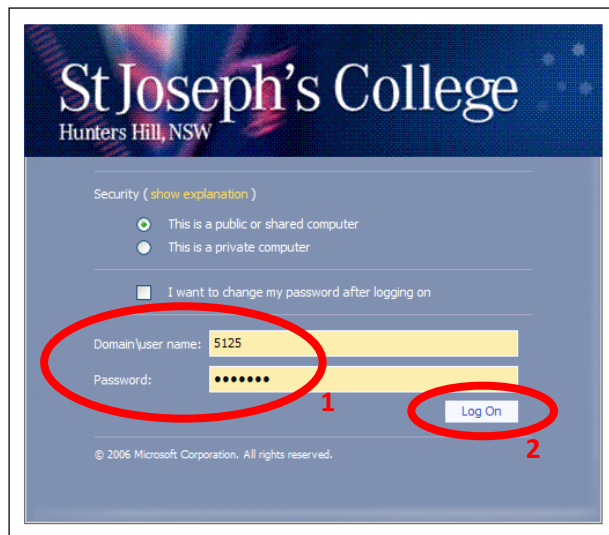 St Joseph's College
Hunters Hill, NSW
Security ( show explanation )
This is a public or shared computer
This is a private computer
I want to change my password after logging on
Domain\user name: 5125
Password: •••••••
1
Log On
2
© 2006 Microsoft Corporation. All rights reserved.